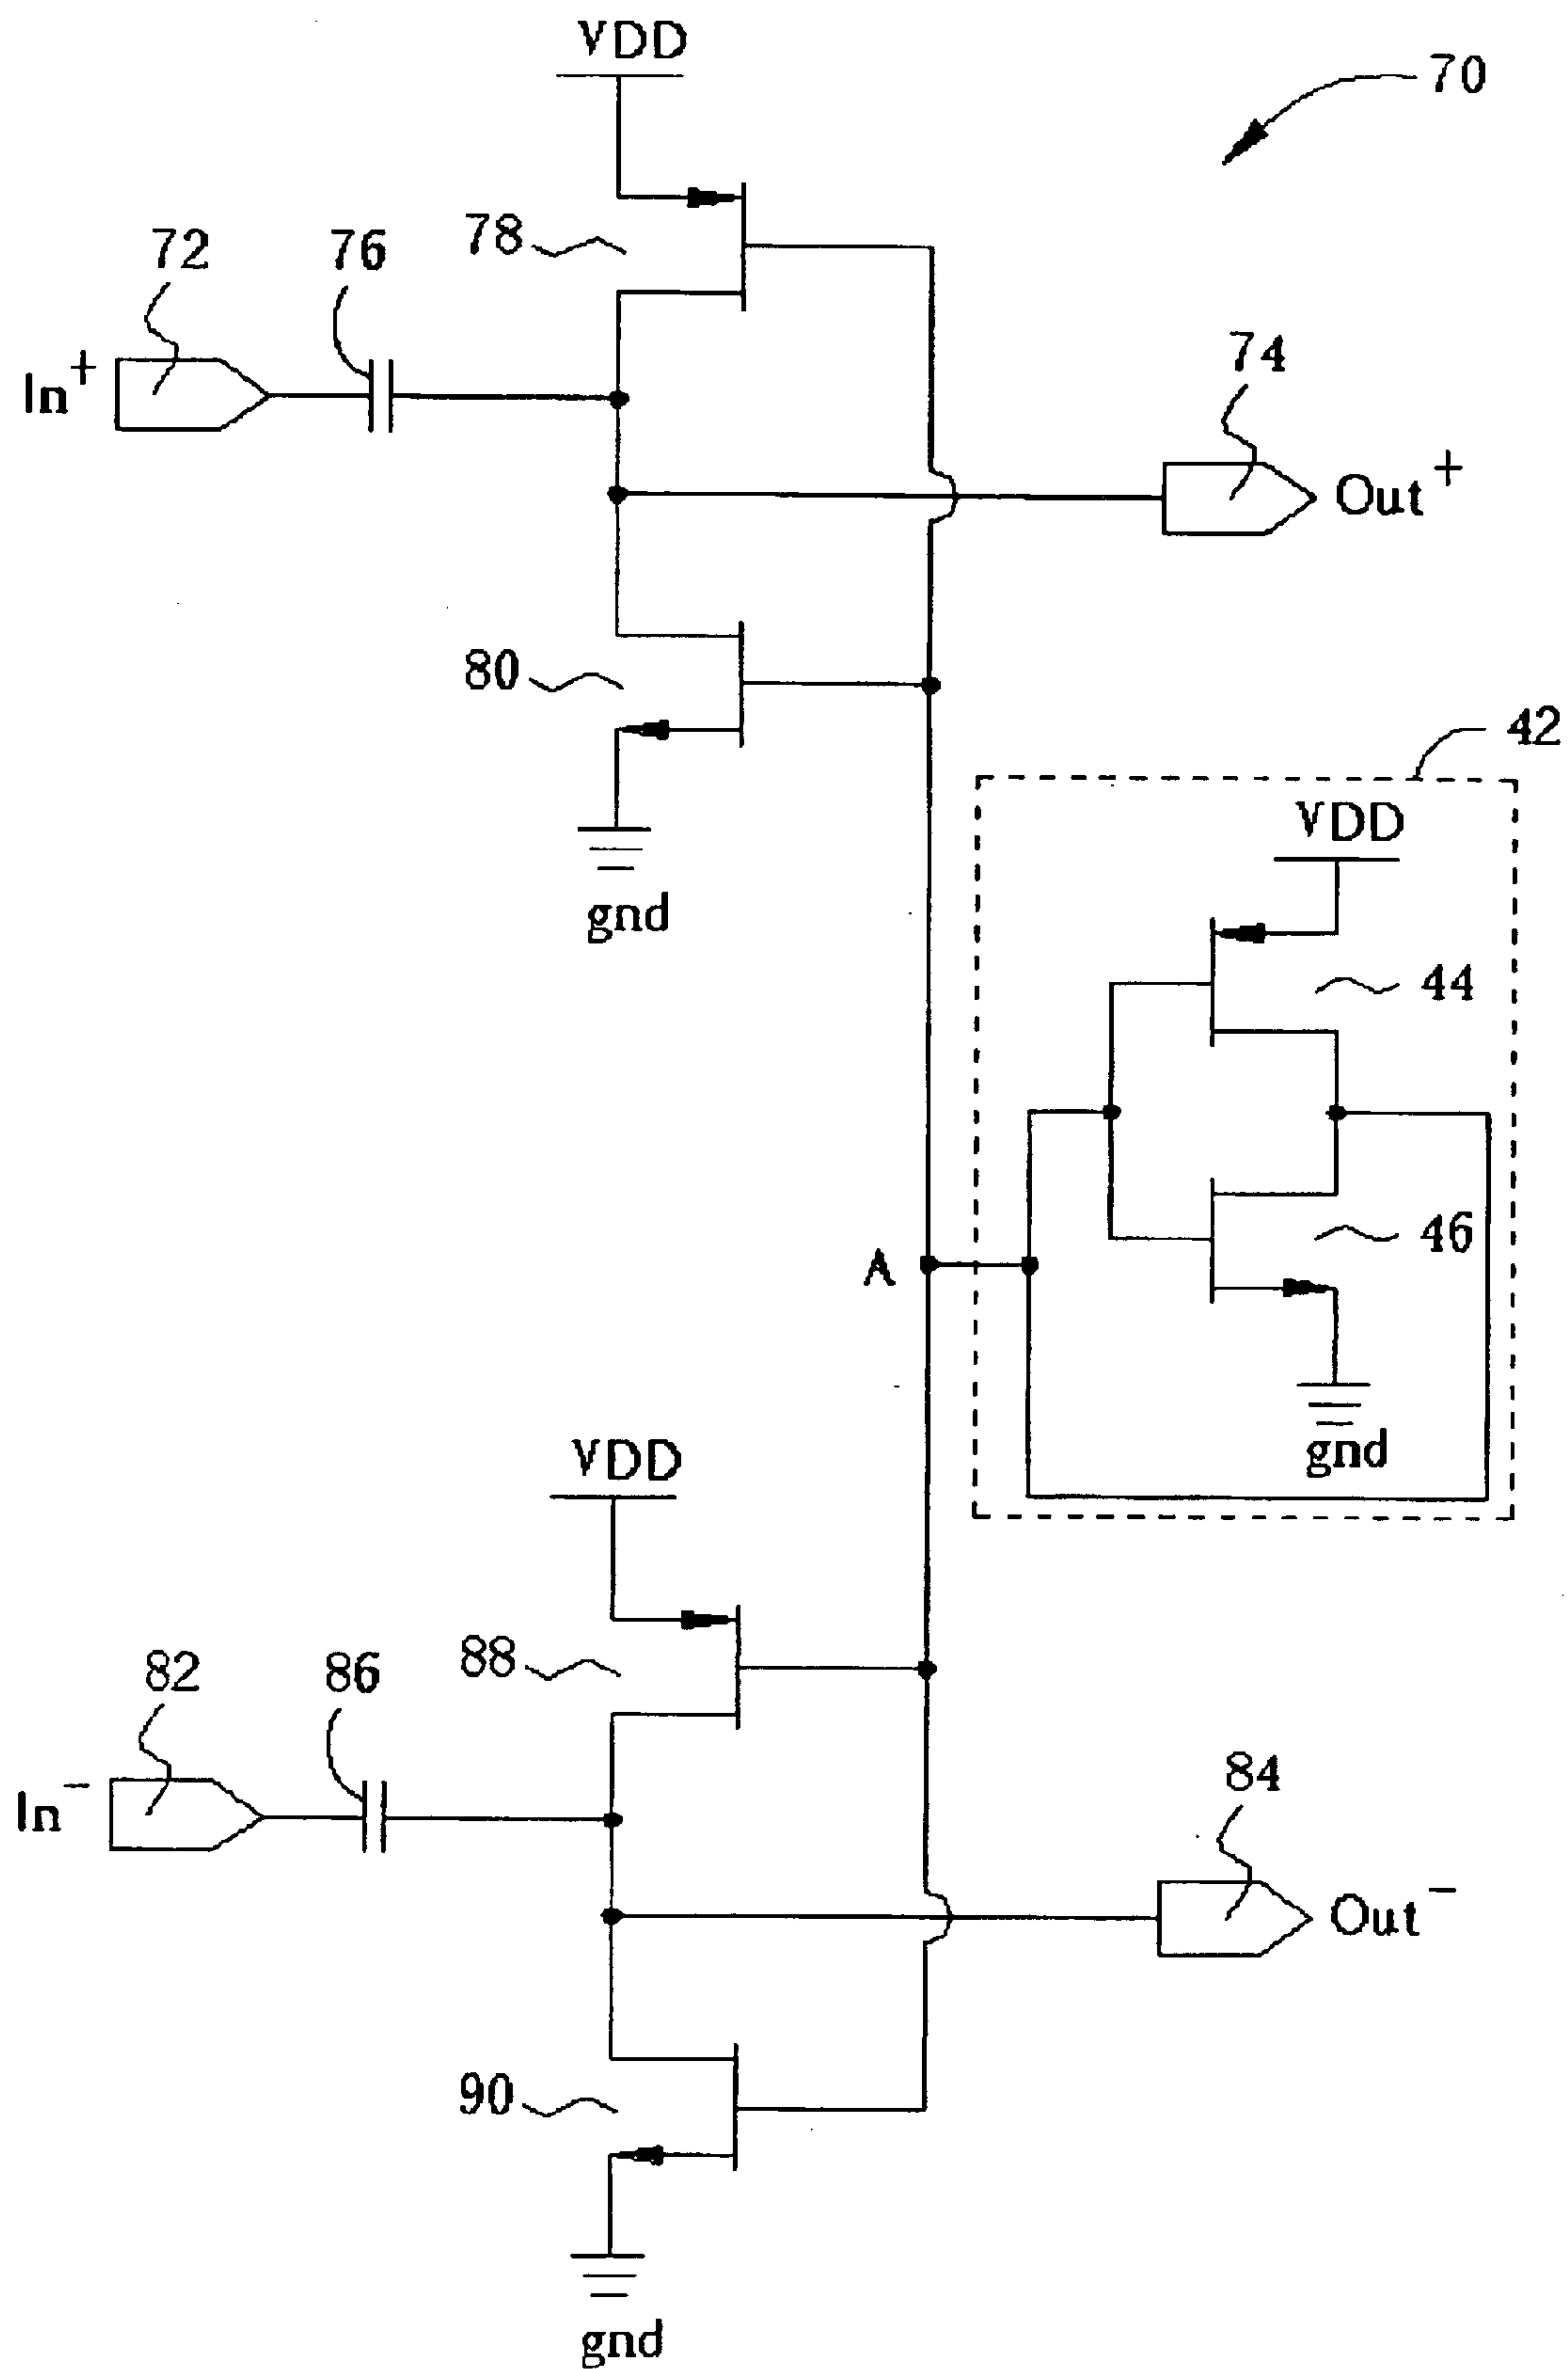 VDD
70
78
72
76
74
In+
Out+
80
42
VDD
gnd
44
46
A
gnd
VDD
88
82
86
84
In-
Out-
90
gnd